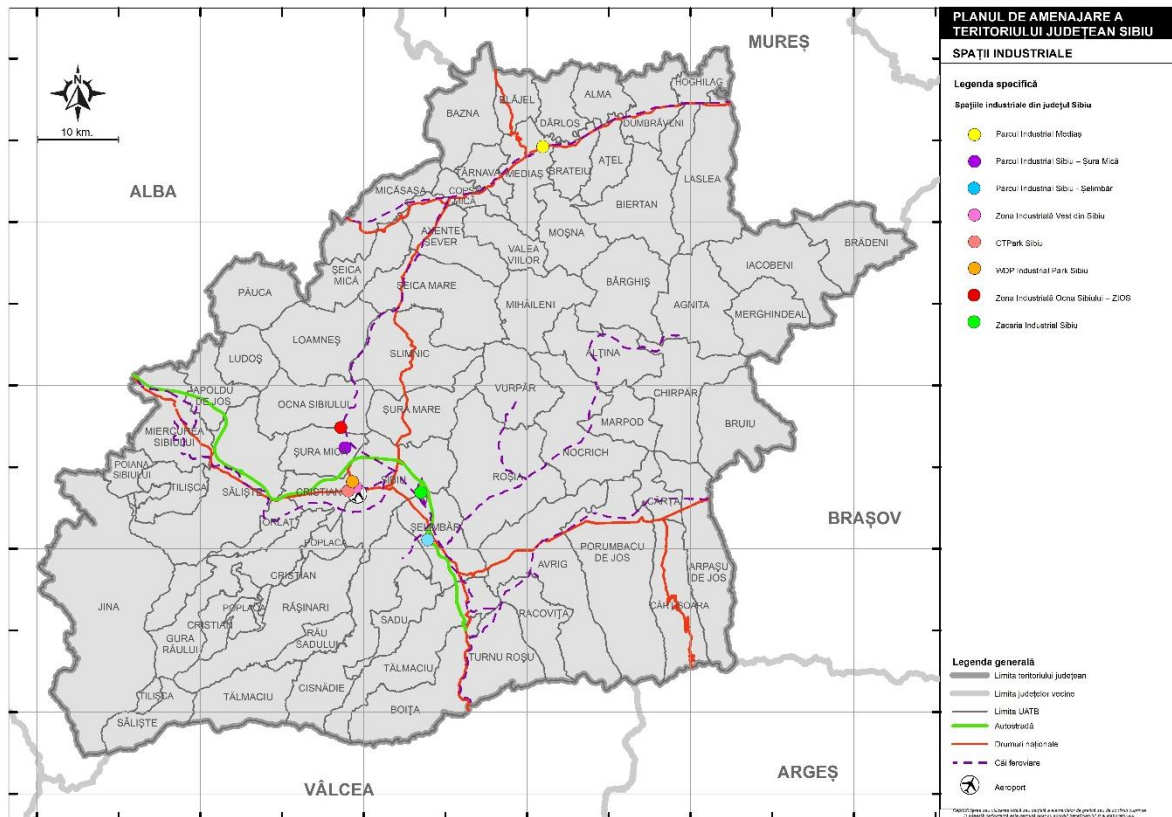 PLANUL DE AMENAJARE A
TERITORIULUI JUDEȚEAN SIBIU
SPAȚII INDUSTRIALE
Legenda specifică
Spațiile industriale din județul Sibiu
Parcul Industrial Mediaș
Parcul Industrial Sibiu – Șura Mică
Parcul Industrial Sibiu - Șelimbăr
Zona Industrială Vest din Sibiu
CTPark Sibiu
WDP Industrial Park Sibiu
Zona Industrială Ocna Sibiului – ZIOS
Zacaria Industrial Sibiu
Legenda generală
Limita teritoriului județean
Limita județelor vecine
Limita UATB
Autostradă
Drumuri naționale
Căi feroviare
Aeroport
N
10 km.
MUREȘ
ALBA
BRAȘOV
VÂLCEA
ARGEȘ
HOGHILAG
ALMA
BLĂJEL
BAZNA
DÂRLOS
DUMBRĂVENI
AȚEL
TÂRNAVA
MEDIAȘ
BRATEIU
LASLEA
MICĂSASA
COPȘA
MICĂ
BIERTAN
AXENTE
SEVER
MOȘNA
BRĂDENI
VALEA
VIILOR
IACOBENI
ȘEICA
MICĂ
ȘEICA MARE
BÂRGHIȘ
PĂUCA
MIHĂILENI
AGNITA
MERGHINDEAL
LOAMNEȘ
SLIMNIC
ALȚINA
LUDOȘ
APOLDU
DE JOS
VURPĂR
CHIRPĂR
OCNA SIBIULUI
ȘURA MARE
MARPOD
BRUIU
MIERCUREA
SIBIULUI
ȘURA MICĂ
NOCRICH
POIANA
SIBIULUI
TILIȘCA
SIBIU
ROȘIA
SĂLIȘTE
CRISTIAN
CÂRȚA
ORLAT
ȘELIMBĂR
POPLACA
AVRIG
PORUMBACU
DE JOS
ARPAȘU
DE JOS
CRISTIAN
JINA
POPLACA
RĂȘINARI
CÂRȚIȘOARA
CRISTIAN
SADU
RACOVIȚA
GURA
RÂULUI
RÂU
SADULUI
TURNU ROȘU
TĂLMACIU
TILIȘCA
TĂLMACIU
CISNĂDIE
BOIȚA
SĂLIȘTE